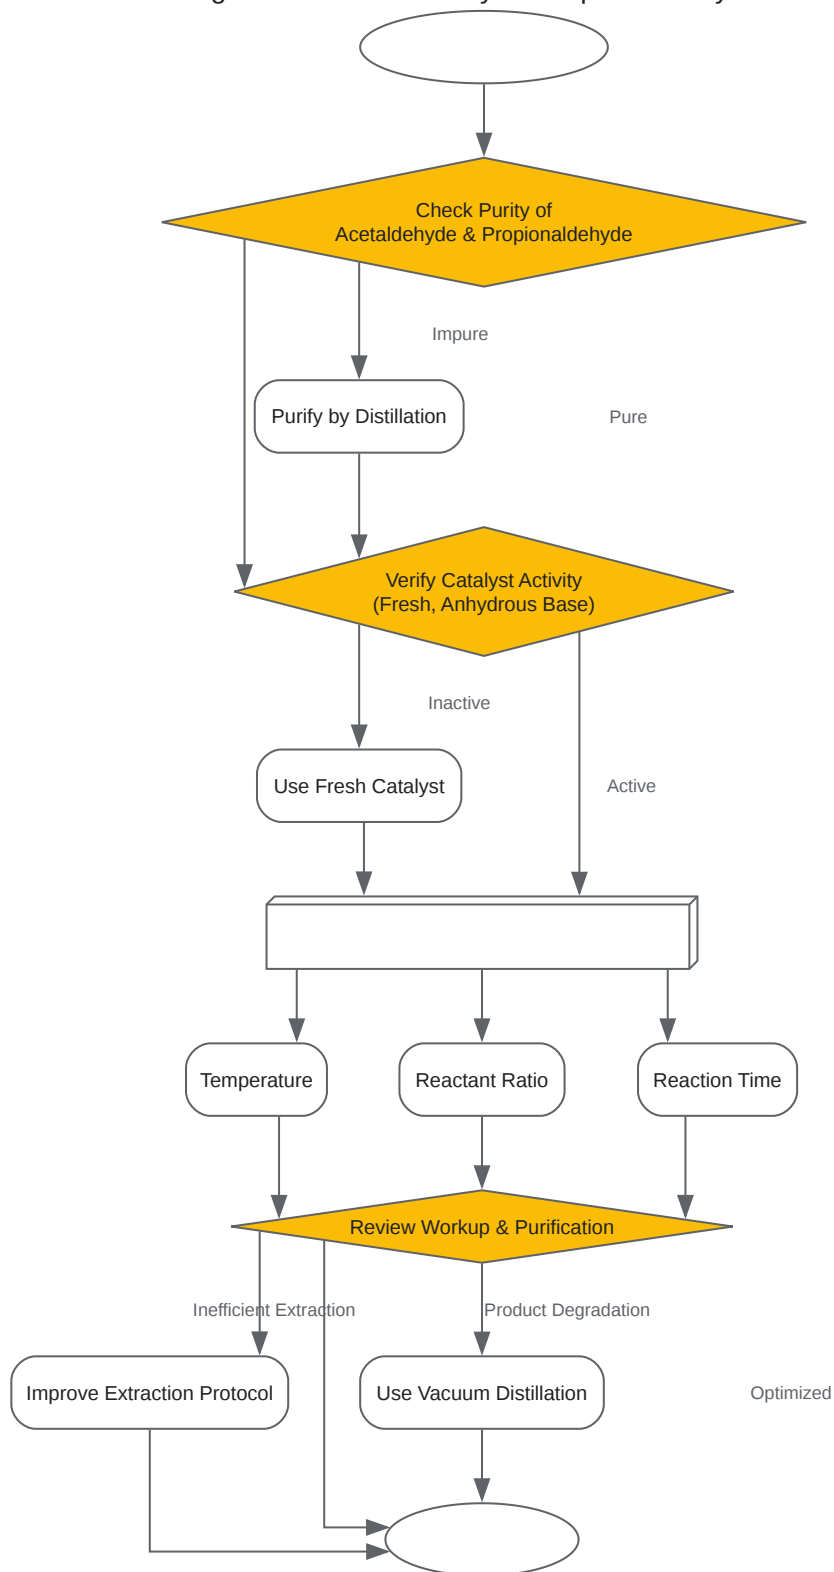 Check Purity of
Acetaldehyde & Propionaldehyde
Impure
Purify by Distillation
Pure
Verify Catalyst Activity
(Fresh, Anhydrous Base)
Inactive
Use Fresh Catalyst
Active
Temperature
Reactant Ratio
Reaction Time
Review Workup & Purification
Inefficient Extraction
Product Degradation
Improve Extraction Protocol
Use Vacuum Distillation
Optimized